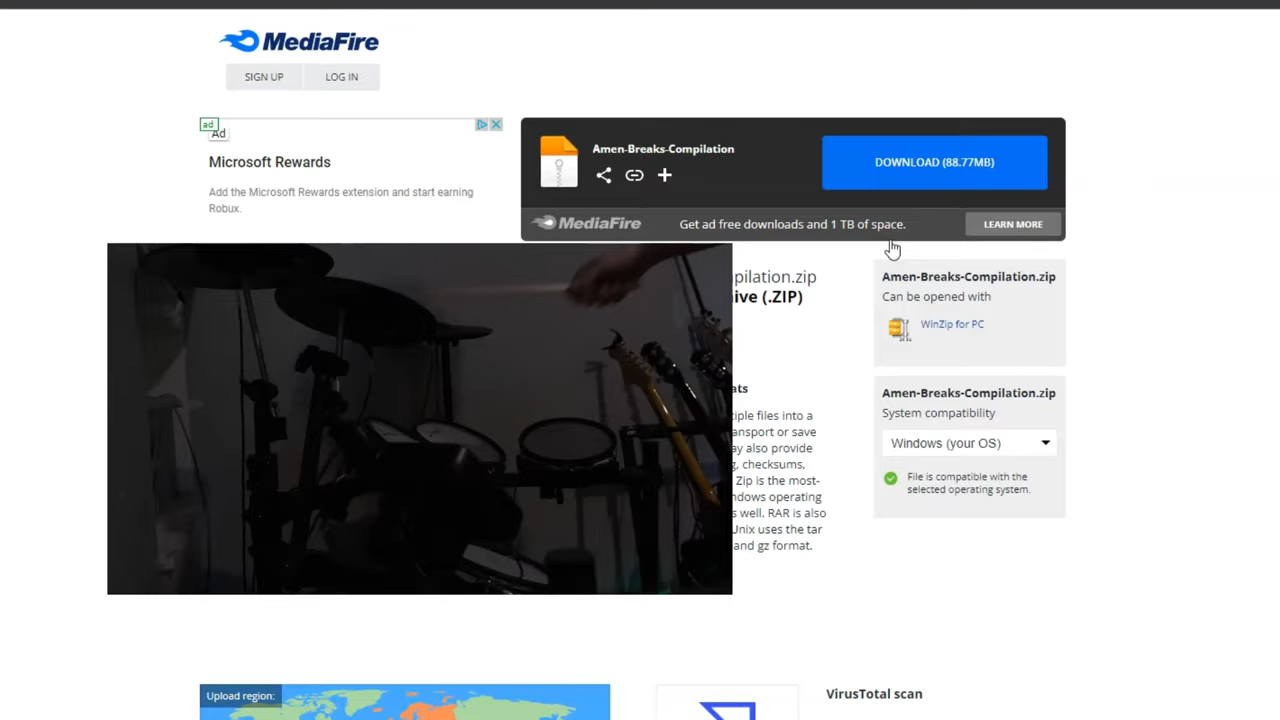 MediaFire
SIGN UP
LOG IN
ad
Ad
Microsoft Rewards
Add the Microsoft Rewards extension and start earning
Robux.
Amen-Breaks-Compilation
DOWNLOAD (88.77MB)
MediaFire
Get ad free downloads and 1 TB of space.
LEARN MORE
pilation.zip
ive (.ZIP)
ats
iple files into a
ansport or save
ay also provide
g, checksums,
Zip is the most-
ndows operating
s well. RAR is also
Unix uses the tar
and gz format.
Amen-Breaks-Compilation.zip
Can be opened with
WinZip for PC
Amen-Breaks-Compilation.zip
System compatibility
Windows (your OS)
File is compatible with the
selected operating system.
Upload region:
VirusTotal scan